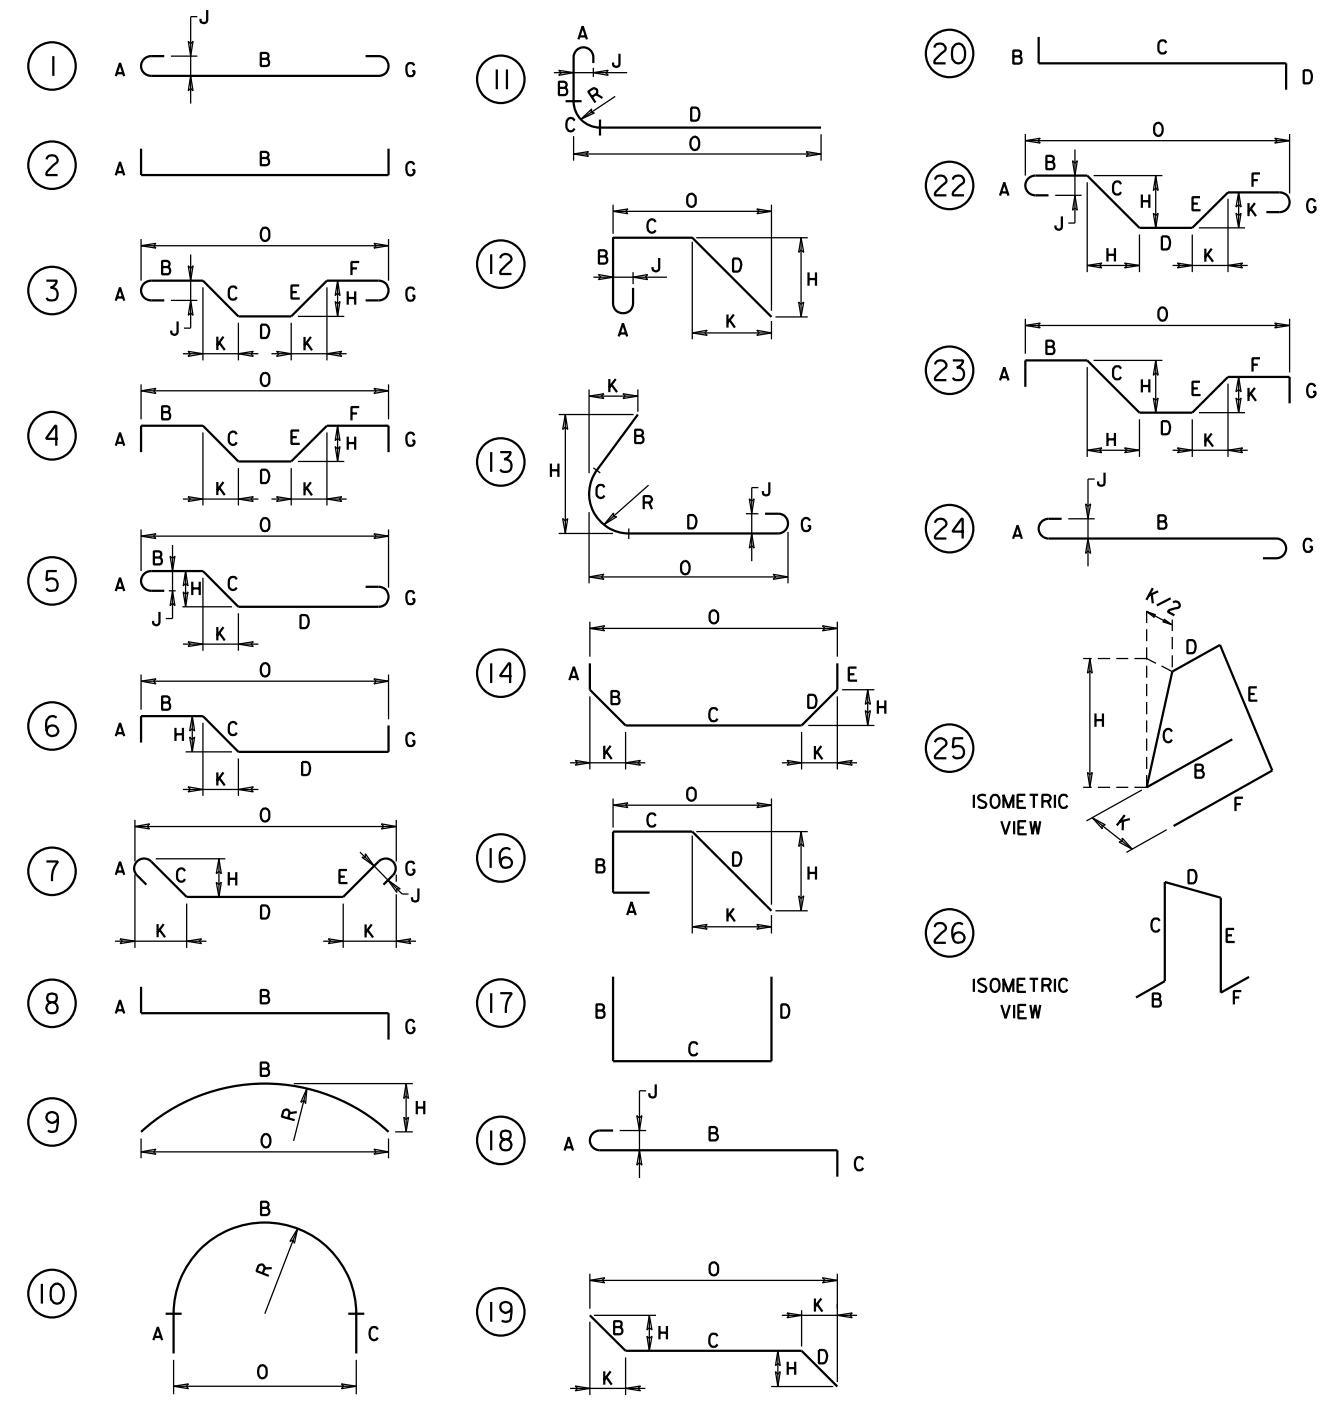 1
J
A B G
2
A B G
3
O
B F
A C E H G
J D
K K
4
O
B F
A C E H G
D
K K
5
O
B
A H C G
J D
K
6
O
B
A H C G
D
K
7
O
A C H E G
D J
K K
8
A B G
9
B
R H
O
10
B
R
A C
O
11
A
J
B R
C D
O
12
O
C
B J D H
A K
13
K
B
H
C R J
D G
O
14
O
A E
B D H
C
K K
16
O
C
B D H
A K
17
B D
C
18
J
A B C
19
O
K
B H C
H D
K
20
B C D
22
O
B F
A C H E K G
J D
H K
23
O
B F
A C H E K G
D
H K
24
J
A B G
25
K/2
D
H E
C
B
K F
ISOMETRIC
VIEW
26
D
C E
B F
ISOMETRIC
VIEW